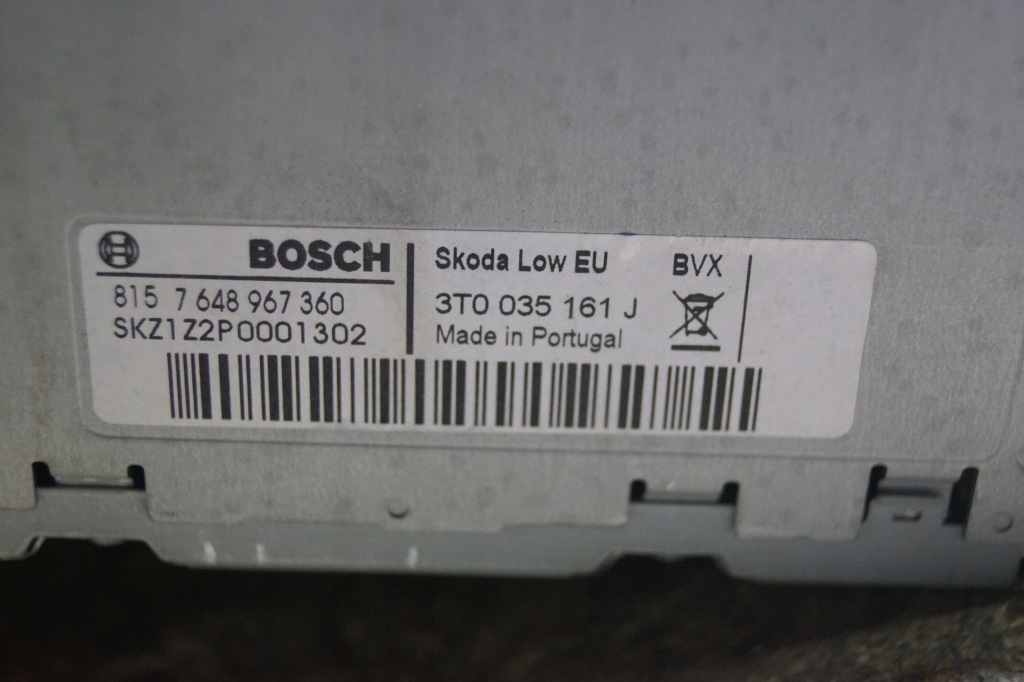 BOSCH
815 7 648 967 360
SKZ1Z2P0001302
Skoda Low EU BVX
3T0 035 161 J
Made in Portugal